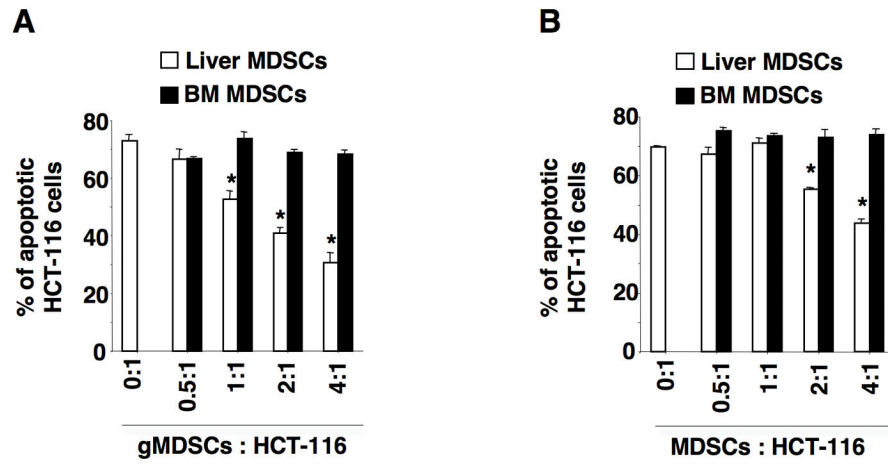 A
Liver MDSCs
BM MDSCs
80
60
40
20
0
% of apoptotic
HCT-116 cells
*
*
*
0:1
0.5:1
1:1
2:1
4:1
gMDSCs : HCT-116
B
Liver MDSCs
BM MDSCs
80
60
40
20
0
% of apoptotic
HCT-116 cells
*
*
0:1
0.5:1
1:1
2:1
4:1
MDSCs : HCT-116